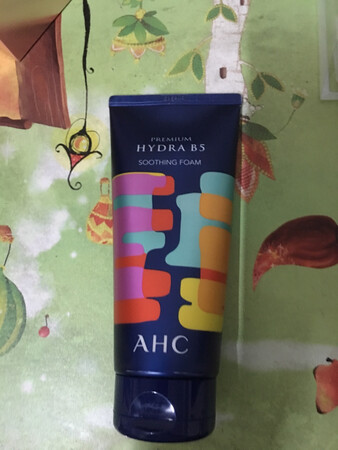 PREMIUM
HYDRA B5
SOOTHING FOAM
AHC